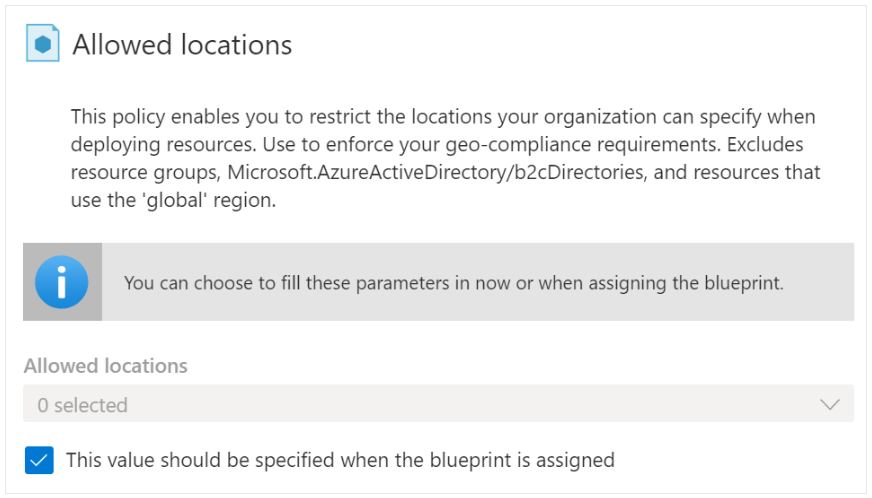 Allowed locations
This policy enables you to restrict the locations your organization can specify when
deploying resources. Use to enforce your geo-compliance requirements. Excludes
resource groups, Microsoft.AzureActiveDirectory/b2cDirectories, and resources that
use the 'global' region.
You can choose to fill these parameters in now or when assigning the blueprint.
Allowed locations
0 selected
This value should be specified when the blueprint is assigned